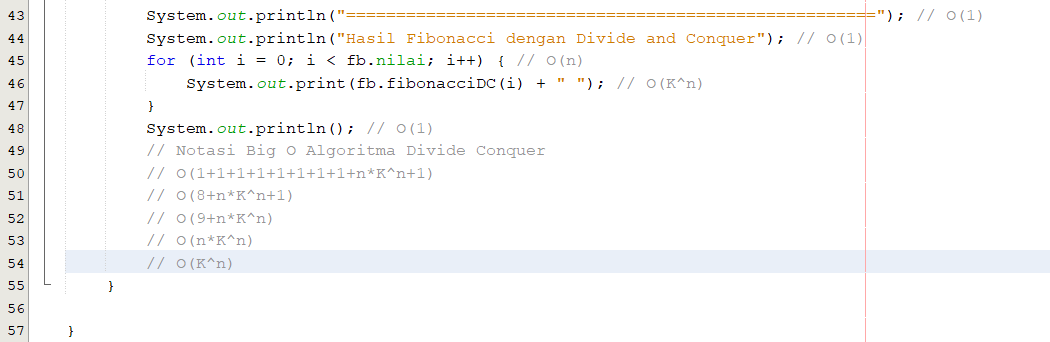 43 System.out.println("====================================================="); // O(1)
44 System.out.println("Hasil Fibonacci dengan Divide and Conquer"); // O(1)
45 for (int i = 0; i < fb.nilai; i++) { // O(n)
46 System.out.print(fb.fibonacciDC(i) + " "); // O(K^n)
47 }
48 System.out.println(); // O(1)
49 // Notasi Big O Algoritma Divide Conquer
50 // O(1+1+1+1+1+1+1+1+n*K^n+1)
51 // O(8+n*K^n+1)
52 // O(9+n*K^n)
53 // O(n*K^n)
54 // O(K^n)
55 }
56
57 }